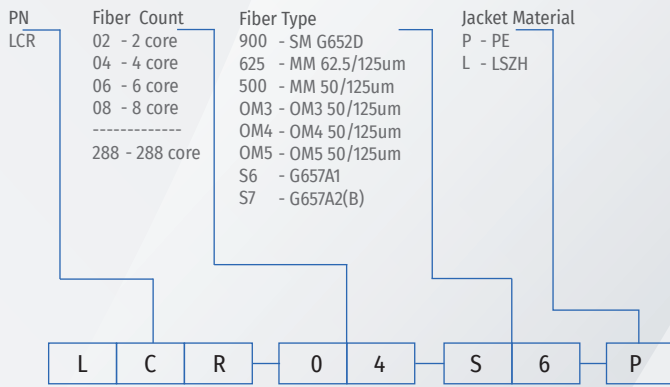 PN
LCR
Fiber Count
02 - 2 core
04 - 4 core
06 - 6 core
08 - 8 core
-------------
288 - 288 core
Fiber Type
900 - SM G652D
625 - MM 62.5/125um
500 - MM 50/125um
OM3 - OM3 50/125um
OM4 - OM4 50/125um
OM5 - OM5 50/125um
S6 - G657A1
S7 - G657A2(B)
Jacket Material
P - PE
L - LSZH
L C R - 0 4 - S 6 - P